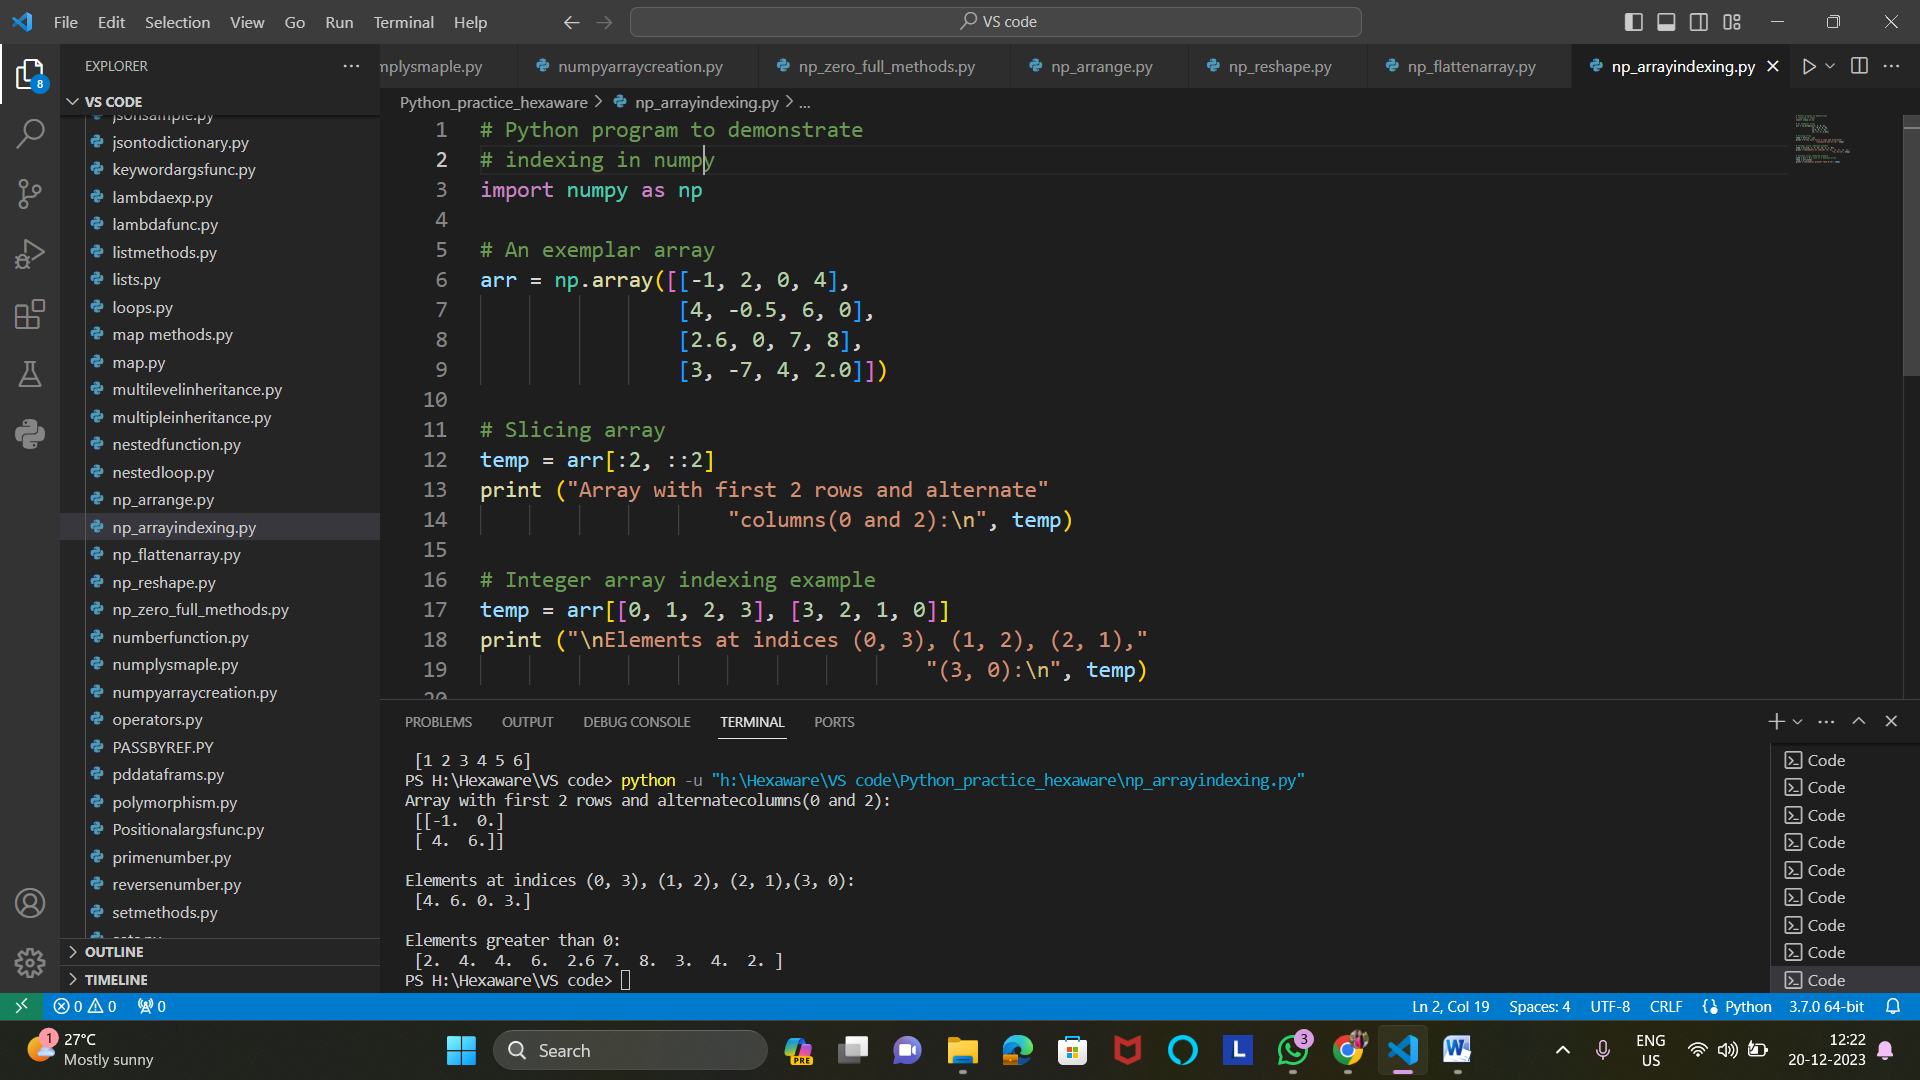 File Edit Selection View Go Run Terminal Help
VS code
EXPLORER
mplysmaple.py numpyarraycreation.py np_zero_full_methods.py np_arrange.py np_reshape.py np_flattenarray.py np_arrayindexing.py
VS CODE
Python_practice_hexaware > np_arrayindexing.py > ...
8
jsonsample.py
jsontodictionary.py
keywordargsfunc.py
lambdaexp.py
lambdafunc.py
listmethods.py
lists.py
loops.py
map methods.py
map.py
multilevelinheritance.py
multipleinheritance.py
nestedfunction.py
nestedloop.py
np_arrange.py
np_arrayindexing.py
np_flattenarray.py
np_reshape.py
np_zero_full_methods.py
numberfunction.py
numplysmaple.py
numpyarraycreation.py
operators.py
PASSBYREF.PY
pddataframs.py
polymorphism.py
Positionalargsfunc.py
primenumber.py
reversenumber.py
setmethods.py
OUTLINE
TIMELINE
1 # Python program to demonstrate
2 # indexing in numpy
3 import numpy as np
4
5 # An exemplar array
6 arr = np.array([[-1, 2, 0, 4],
7 [4, -0.5, 6, 0],
8 [2.6, 0, 7, 8],
9 [3, -7, 4, 2.0]])
10
11 # Slicing array
12 temp = arr[:2, ::2]
13 print ("Array with first 2 rows and alternate"
14 "columns(0 and 2):\n", temp)
15
16 # Integer array indexing example
17 temp = arr[[0, 1, 2, 3], [3, 2, 1, 0]]
18 print ("\nElements at indices (0, 3), (1, 2), (2, 1),"
19 "(3, 0):\n", temp)
20
PROBLEMS OUTPUT DEBUG CONSOLE TERMINAL PORTS
[1 2 3 4 5 6]
PS H:\Hexaware\VS code> python -u "h:\Hexaware\VS code\Python_practice_hexaware\np_arrayindexing.py"
Array with first 2 rows and alternatecolumns(0 and 2):
[[-1. 0.]
[ 4. 6.]]
Elements at indices (0, 3), (1, 2), (2, 1),(3, 0):
[4. 6. 0. 3.]
Elements greater than 0:
[2. 4. 4. 6. 2.6 7. 8. 3. 4. 2. ]
PS H:\Hexaware\VS code>
Code
Code
Code
Code
Code
Code
Code
Code
Code
0 0 0 Ln 2, Col 19 Spaces: 4 UTF-8 CRLF Python 3.7.0 64-bit
1
27°C
Mostly sunny
Search
PRE
L
3
W
ENG
US
12:22
20-12-2023